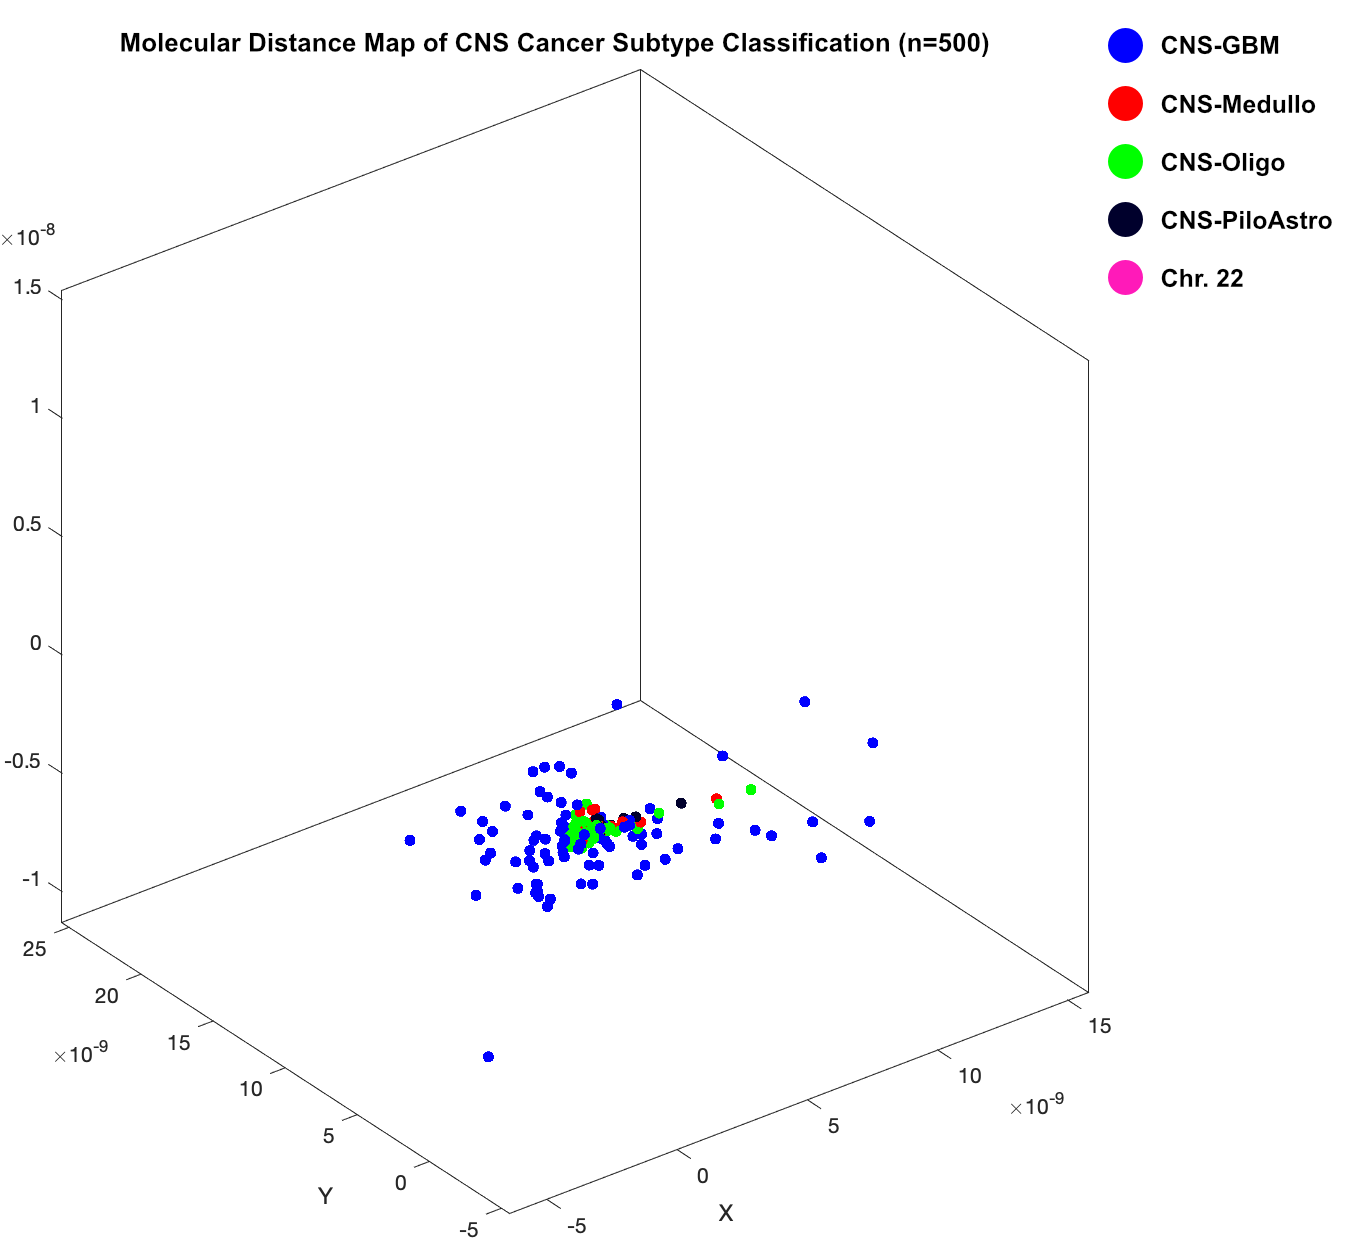 Molecular Distance Map of CNS Cancer Subtype Classification (n=500)
CNS-GBM
CNS-Medullo
CNS-Oligo
CNS-PiloAstro
Chr. 22
×10-8
1.5
1
0.5
0
-0.5
-1
25
20
15
10
5
0
-5
×10-9
Y
-5
0
5
10
15
×10-9
X